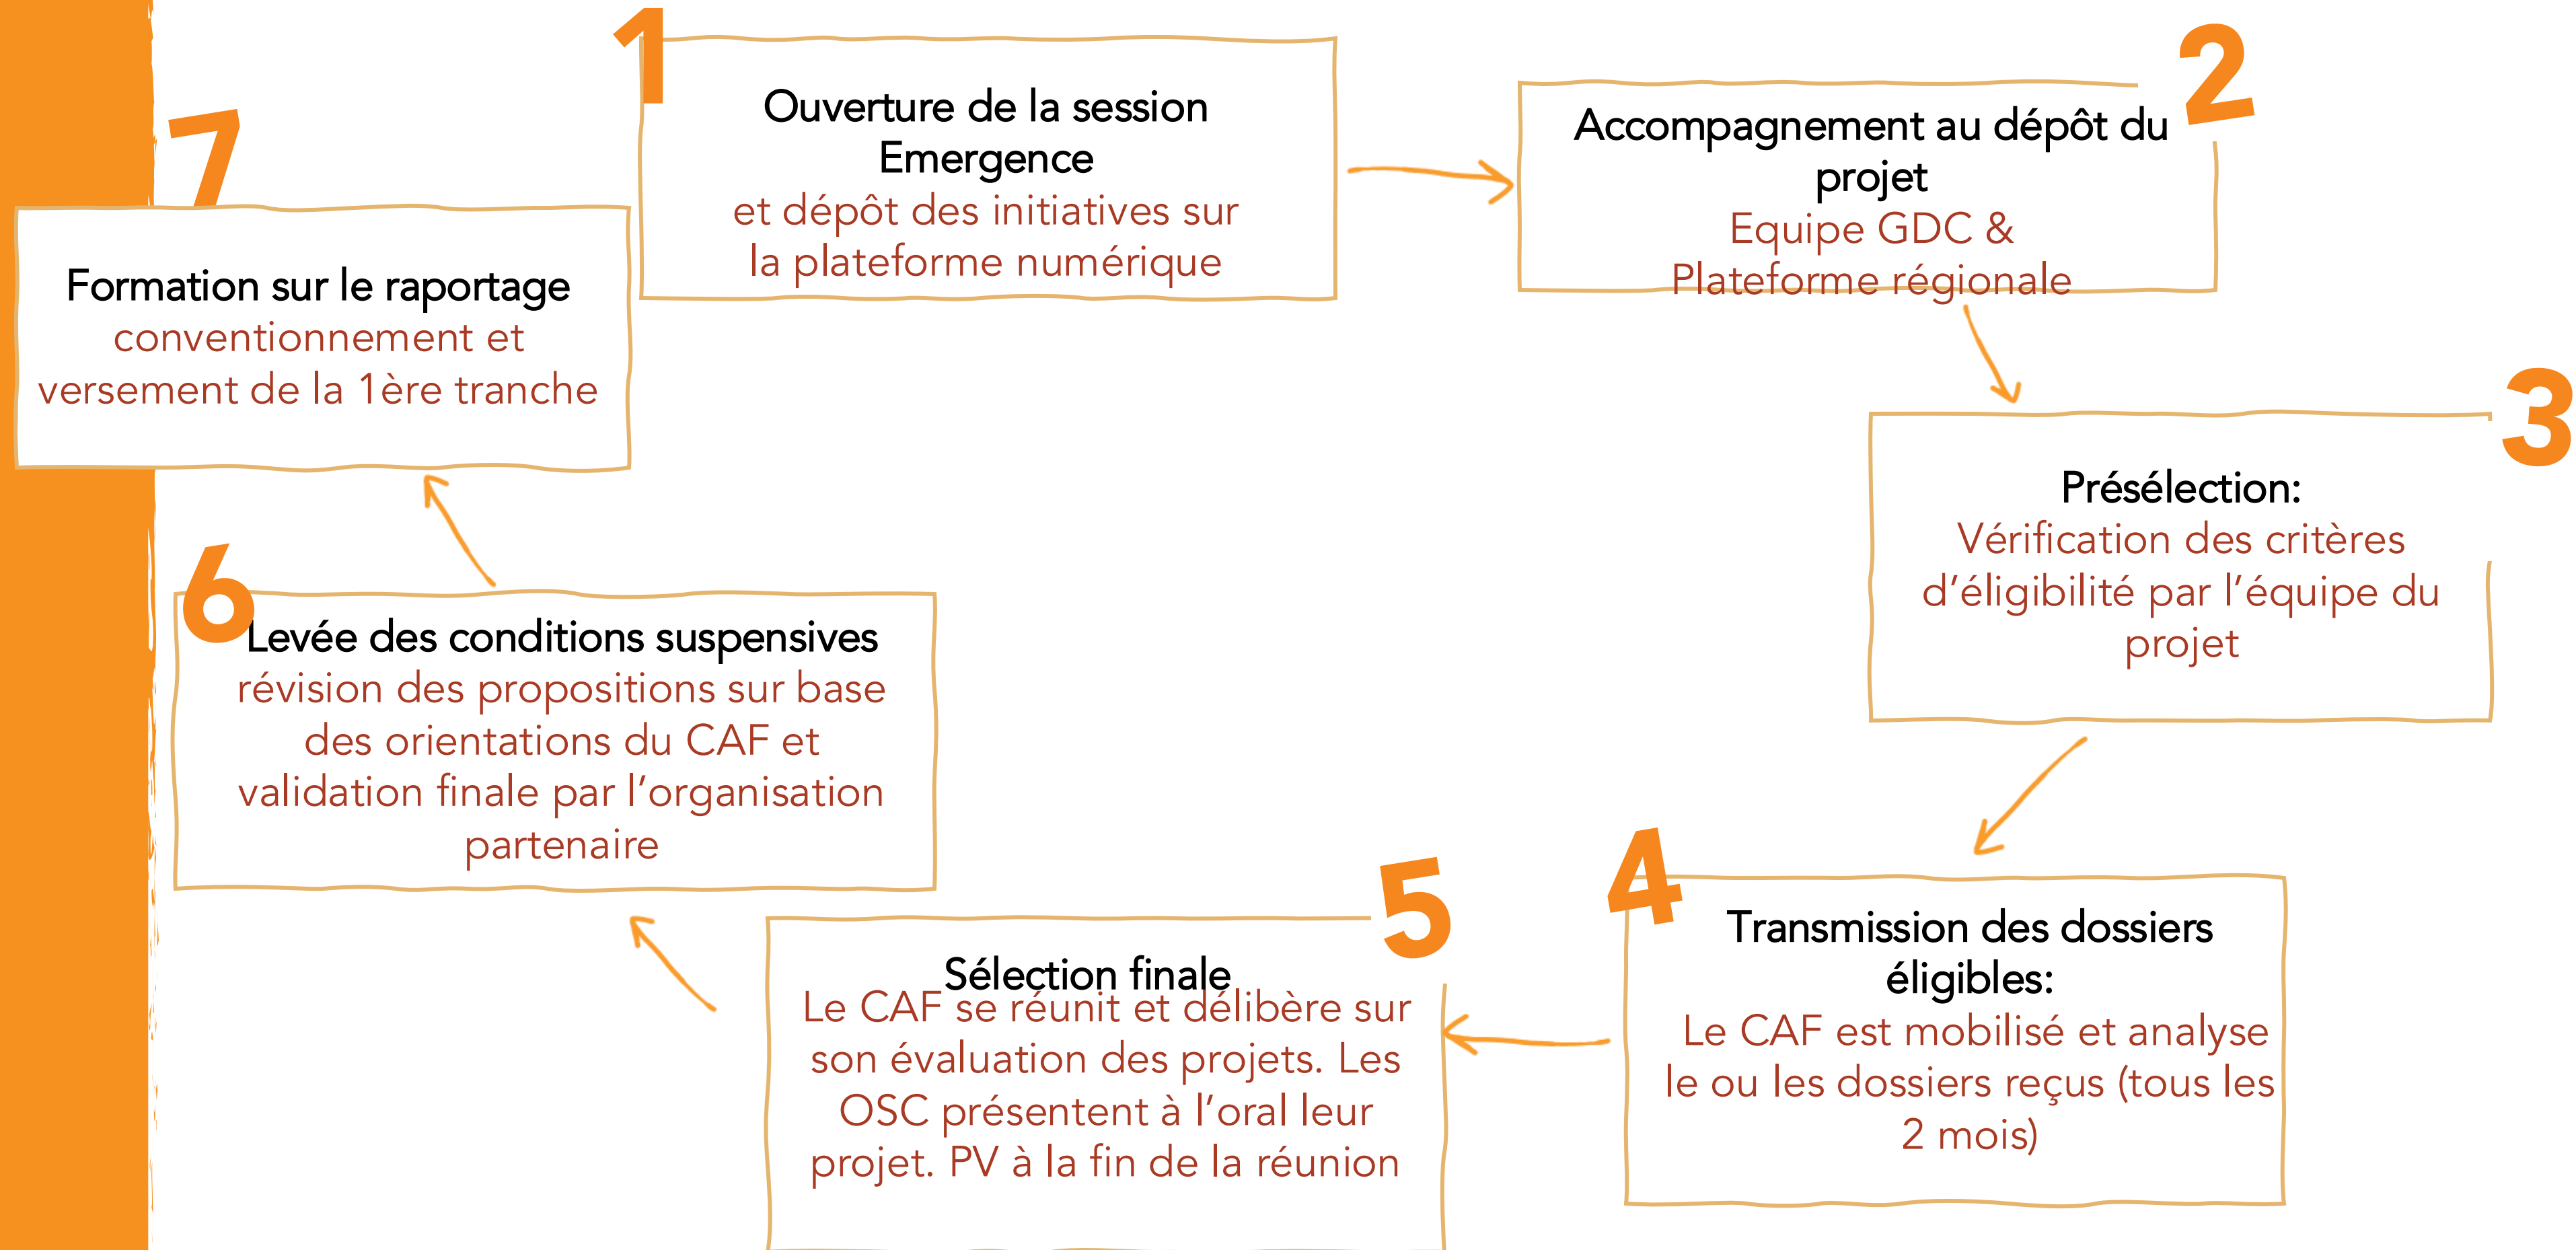 1
Ouverture de la session
Emergence
et dépôt des initiatives sur
la plateforme numérique
2
Accompagnement au dépôt du
projet
Equipe GDC &
Plateforme régionale
3
Présélection:
Vérification des critères
d’éligibilité par l’équipe du
projet
4
Transmission des dossiers
éligibles:
Le CAF est mobilisé et analyse
le ou les dossiers reçus (tous les
2 mois)
5
Sélection finale
Le CAF se réunit et délibère sur
son évaluation des projets. Les
OSC présentent à l’oral leur
projet. PV à la fin de la réunion
6
Levée des conditions suspensives
révision des propositions sur base
des orientations du CAF et
validation finale par l’organisation
partenaire
7
Formation sur le raportage
conventionnement et
versement de la 1ère tranche